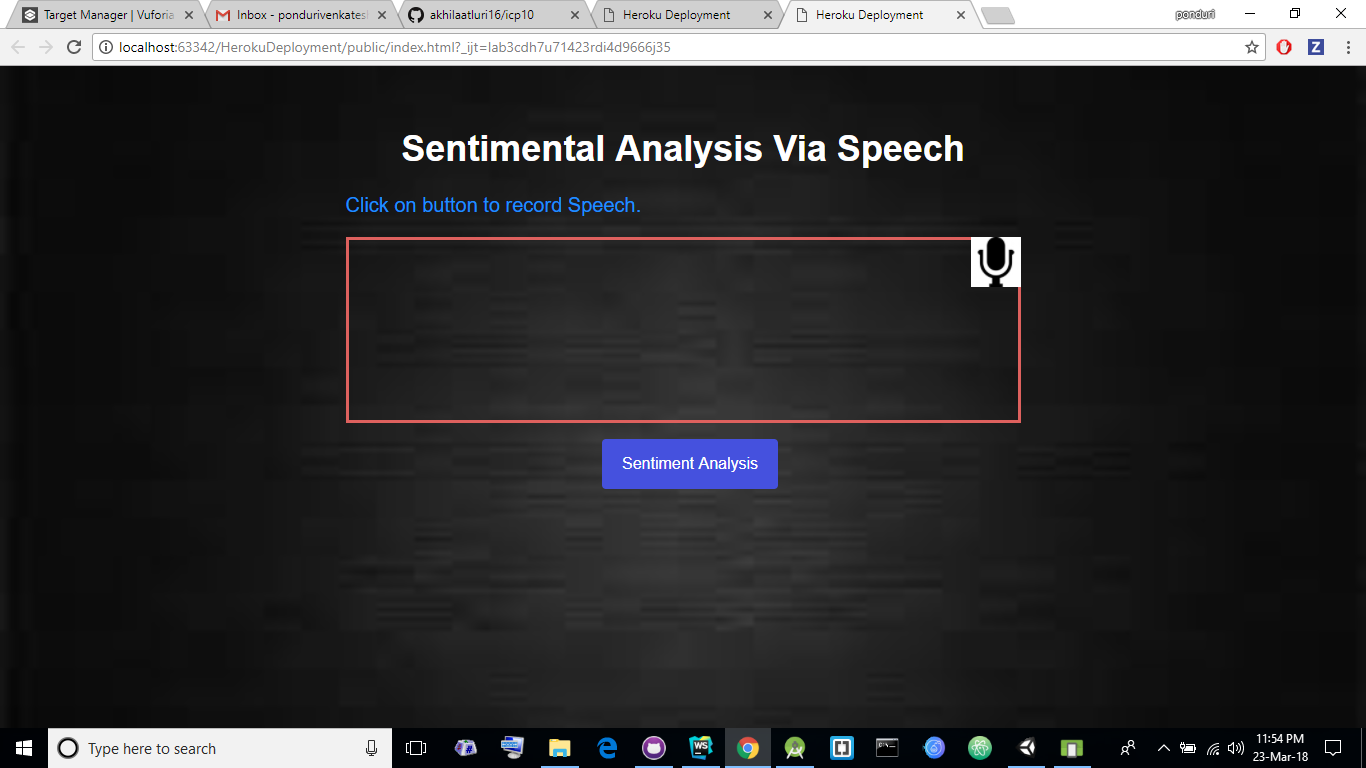 Target Manager | Vuforia
Inbox - pondurivenkatesh
akhilaatluri16/icp10
Heroku Deployment
Heroku Deployment
ponduri
localhost:63342/HerokuDeployment/public/index.html?_ijt=lab3cdh7u71423rdi4d9666j35
Z
Sentimental Analysis Via Speech
Click on button to record Speech.
Sentiment Analysis
Type here to search
WS
11:54 PM
23-Mar-18